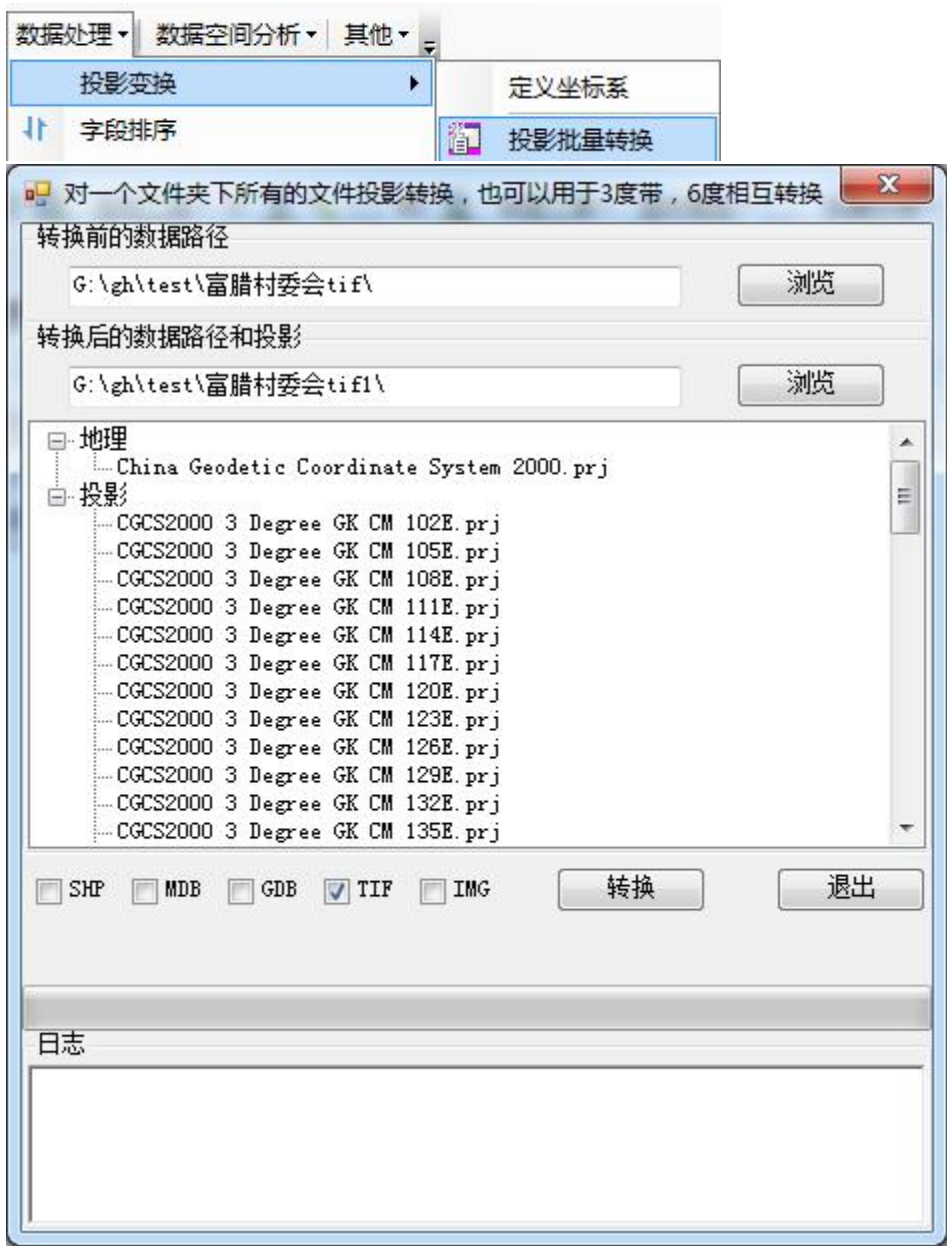 数据处理 数据空间分析 其他
投影变换 定义坐标系
字段排序 投影批量转换
对一个文件夹下所有的文件投影转换，也可以用于3度带，6度相互转换
转换前的数据路径
G:\gh\test\富腊村委会tif\ 浏览
转换后的数据路径和投影
G:\gh\test\富腊村委会tif1\ 浏览
地理
China Geodetic Coordinate System 2000.prj
投影
CGCS2000 3 Degree GK CM 102E.prj
CGCS2000 3 Degree GK CM 105E.prj
CGCS2000 3 Degree GK CM 108E.prj
CGCS2000 3 Degree GK CM 111E.prj
CGCS2000 3 Degree GK CM 114E.prj
CGCS2000 3 Degree GK CM 117E.prj
CGCS2000 3 Degree GK CM 120E.prj
CGCS2000 3 Degree GK CM 123E.prj
CGCS2000 3 Degree GK CM 126E.prj
CGCS2000 3 Degree GK CM 129E.prj
CGCS2000 3 Degree GK CM 132E.prj
CGCS2000 3 Degree GK CM 135E.prj
SHP MDB GDB TIF IMG 转换 退出
日志